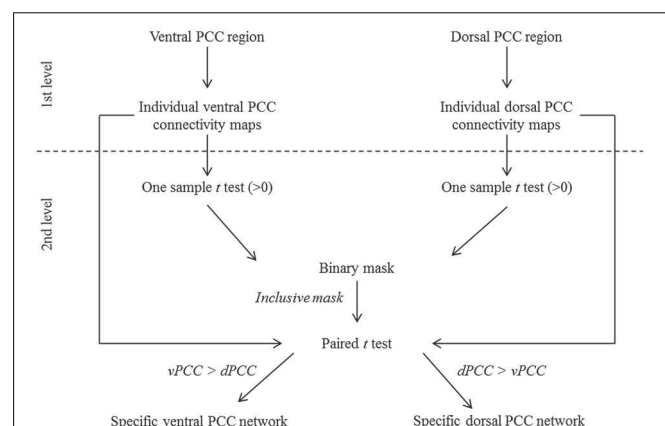 Ventral PCC region
Dorsal PCC region
1st level
Individual ventral PCC
connectivity maps
Individual dorsal PCC
connectivity maps
2nd level
One sample t test (>0)
One sample t test (>0)
Binary mask
Inclusive mask
Paired t test
vPCC > dPCC
dPCC > vPCC
Specific ventral PCC network
Specific dorsal PCC network